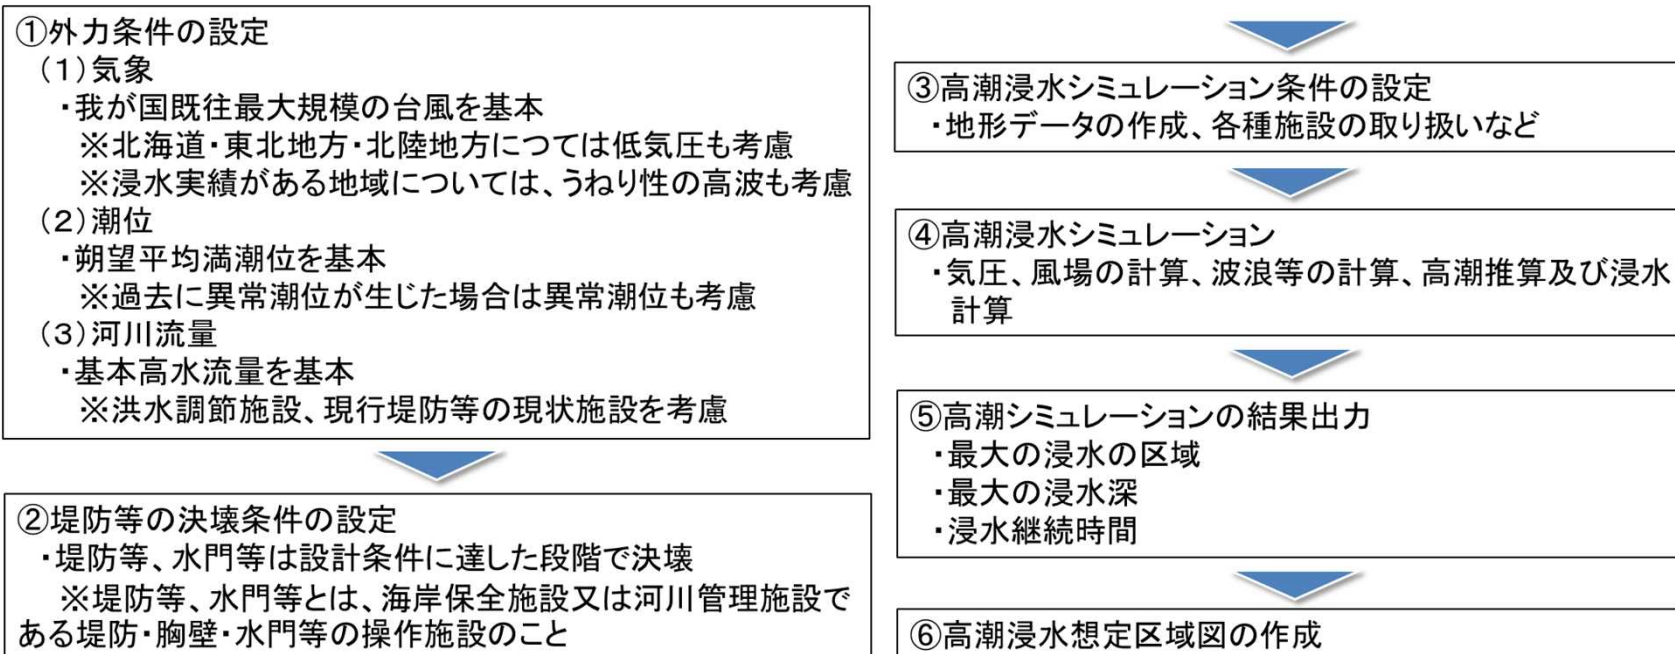 ①外力条件の設定
(1)気象
・我が国既往最大規模の台風を基本
※北海道・東北地方・北陸地方につては低気圧も考慮
※浸水実績がある地域については、うねり性の高波も考慮
(2)潮位
・朔望平均満潮位を基本
※過去に異常潮位が生じた場合は異常潮位も考慮
(3)河川流量
・基本高水流量を基本
※洪水調節施設、現行堤防等の現状施設を考慮
②堤防等の決壊条件の設定
・堤防等、水門等は設計条件に達した段階で決壊
※堤防等、水門等とは、海岸保全施設又は河川管理施設で
ある堤防・胸壁・水門等の操作施設のこと
③高潮浸水シミュレーション条件の設定
・地形データの作成、各種施設の取り扱いなど
④高潮浸水シミュレーション
・気圧、風場の計算、波浪等の計算、高潮推算及び浸水
計算
⑤高潮シミュレーションの結果出力
・最大の浸水の区域
・最大の浸水深
・浸水継続時間
⑥高潮浸水想定区域図の作成